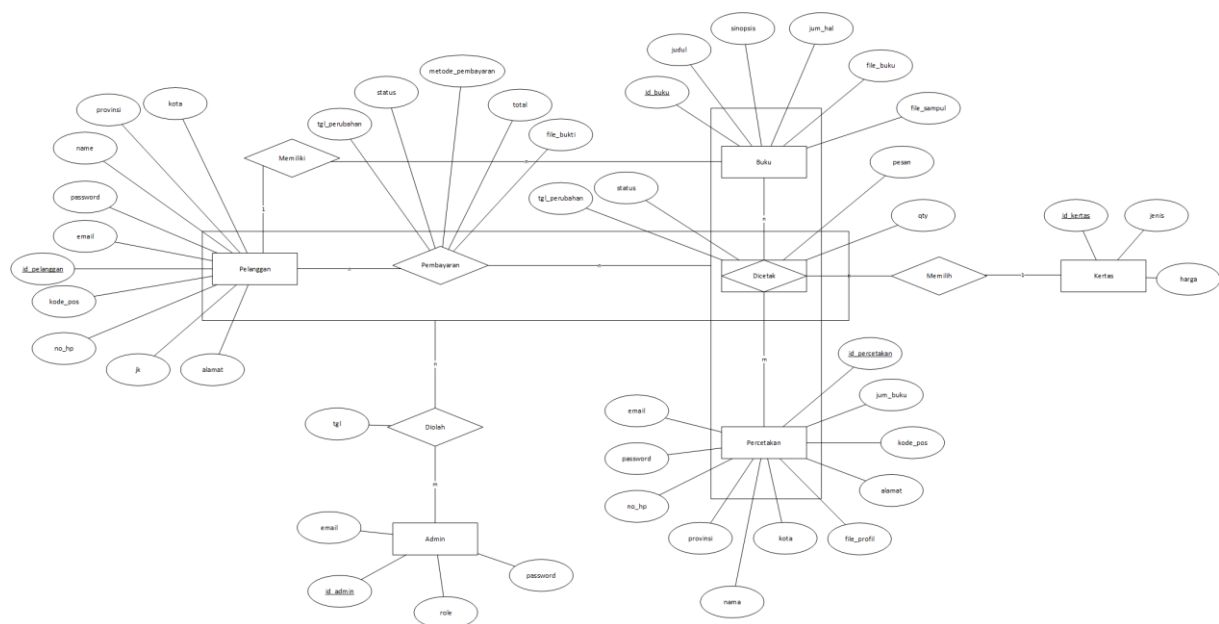 sinopsis
jum_hal
judul
metode_pembayaran
file_buku
provinsi
kota
status
id_buku
total
file_sampul
tgl_perubahan
file_bukti
name
Memiliki
n
Buku
pesan
status
password
tgl_perubahan
1
n
qty
id_kertas
jenis
email
id_pelanggan
Pelanggan
n
Pembayaran
n
Dicetak
Memilih
1
Kertas
harga
kode_pos
no_hp
id_percetakan
jk
alamat
n
m
jum_buku
email
tgl
Diolah
Percetakan
kode_pos
password
m
alamat
no_hp
email
Admin
provinsi
kota
file_profil
password
id_admin
role
nama